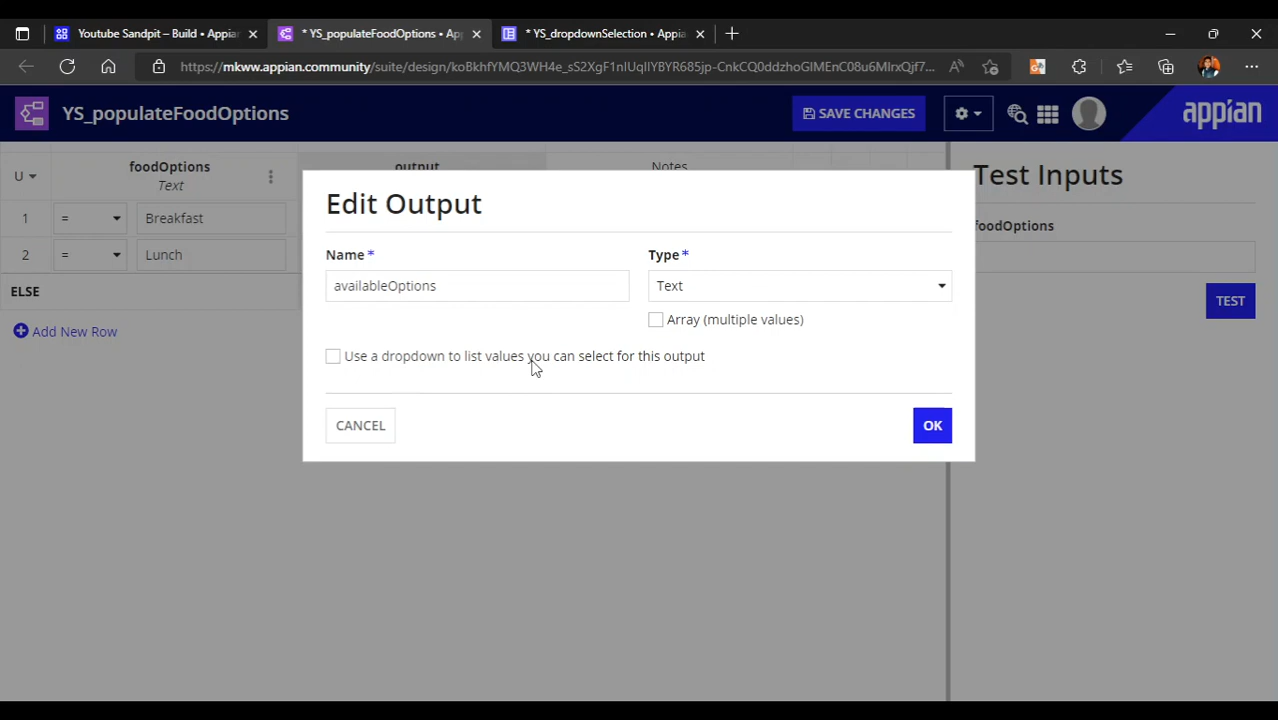 Youtube Sandpit – Build • Appian
* YS_populateFoodOptions • Ap
* YS_dropdownSelection • Appia
https://mkww.appian.community/suite/design/
YS_populateFoodOptions
SAVE CHANGES
appian
U
foodOptions
Text
output
Notes
1
=
Breakfast
2
=
Lunch
ELSE
Add New Row
Edit Output
Name *
Type *
availableOptions
Text
Array (multiple values)
Use a dropdown to list values you can select for this output
CANCEL
OK
Test Inputs
foodOptions
TEST